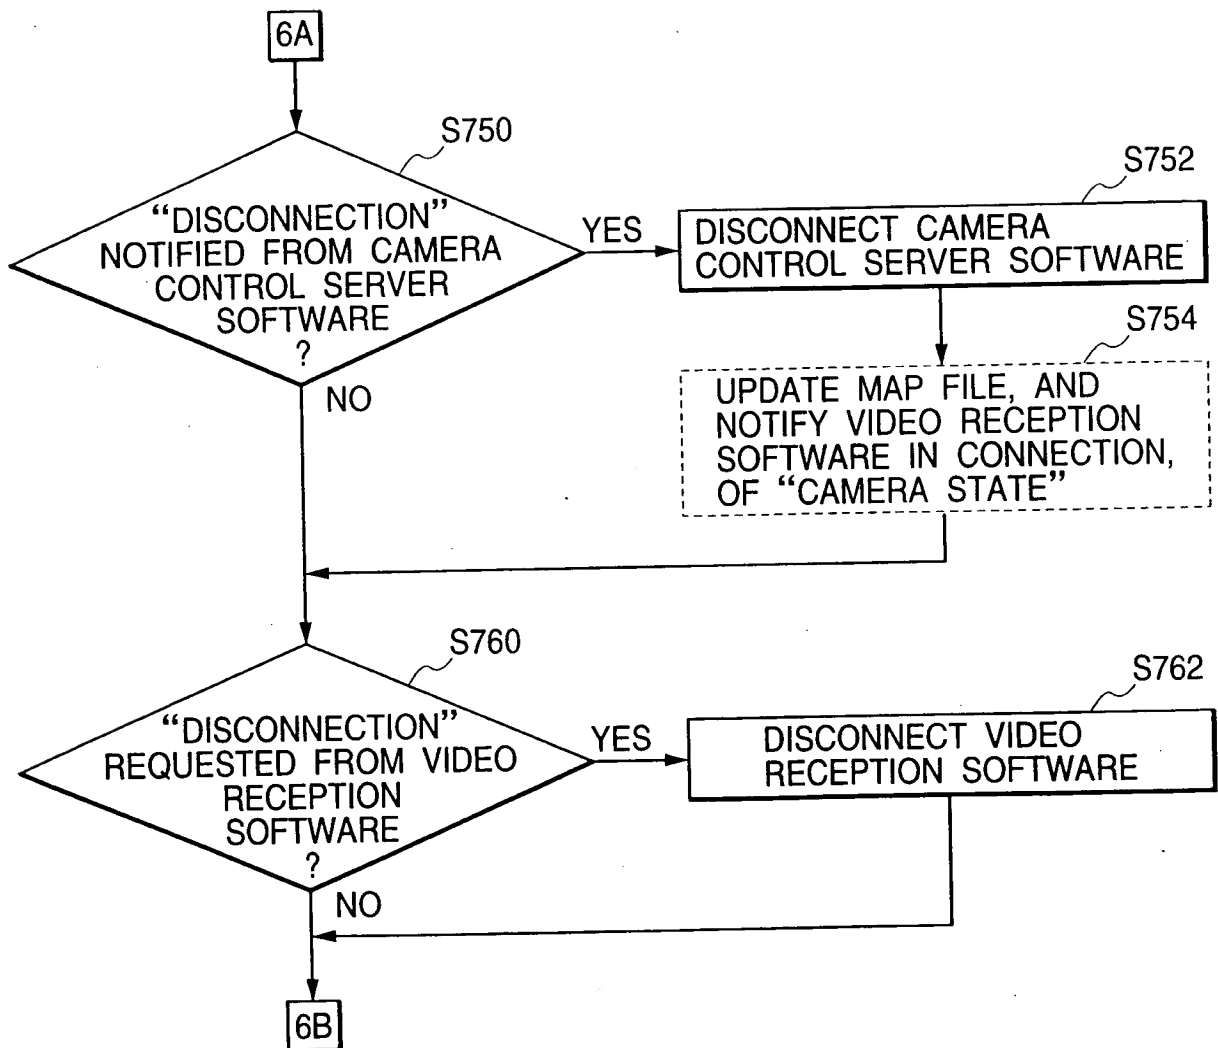 6A
S750
"DISCONNECTION"
NOTIFIED FROM CAMERA
CONTROL SERVER
SOFTWARE
?
YES
NO
S752
DISCONNECT CAMERA
CONTROL SERVER SOFTWARE
S754
UPDATE MAP FILE, AND
NOTIFY VIDEO RECEPTION
SOFTWARE IN CONNECTION,
OF "CAMERA STATE"
S760
"DISCONNECTION"
REQUESTED FROM VIDEO
RECEPTION
SOFTWARE
?
YES
NO
S762
DISCONNECT VIDEO
RECEPTION SOFTWARE
6B